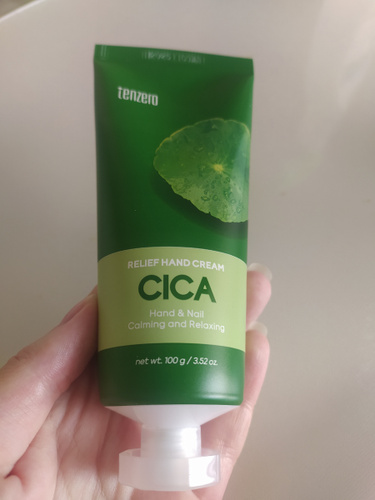 tenzero
RELIEF HAND CREAM
CICA
Hand & Nail
Calming and Relaxing
net wt. 100 g / 3.52 oz.